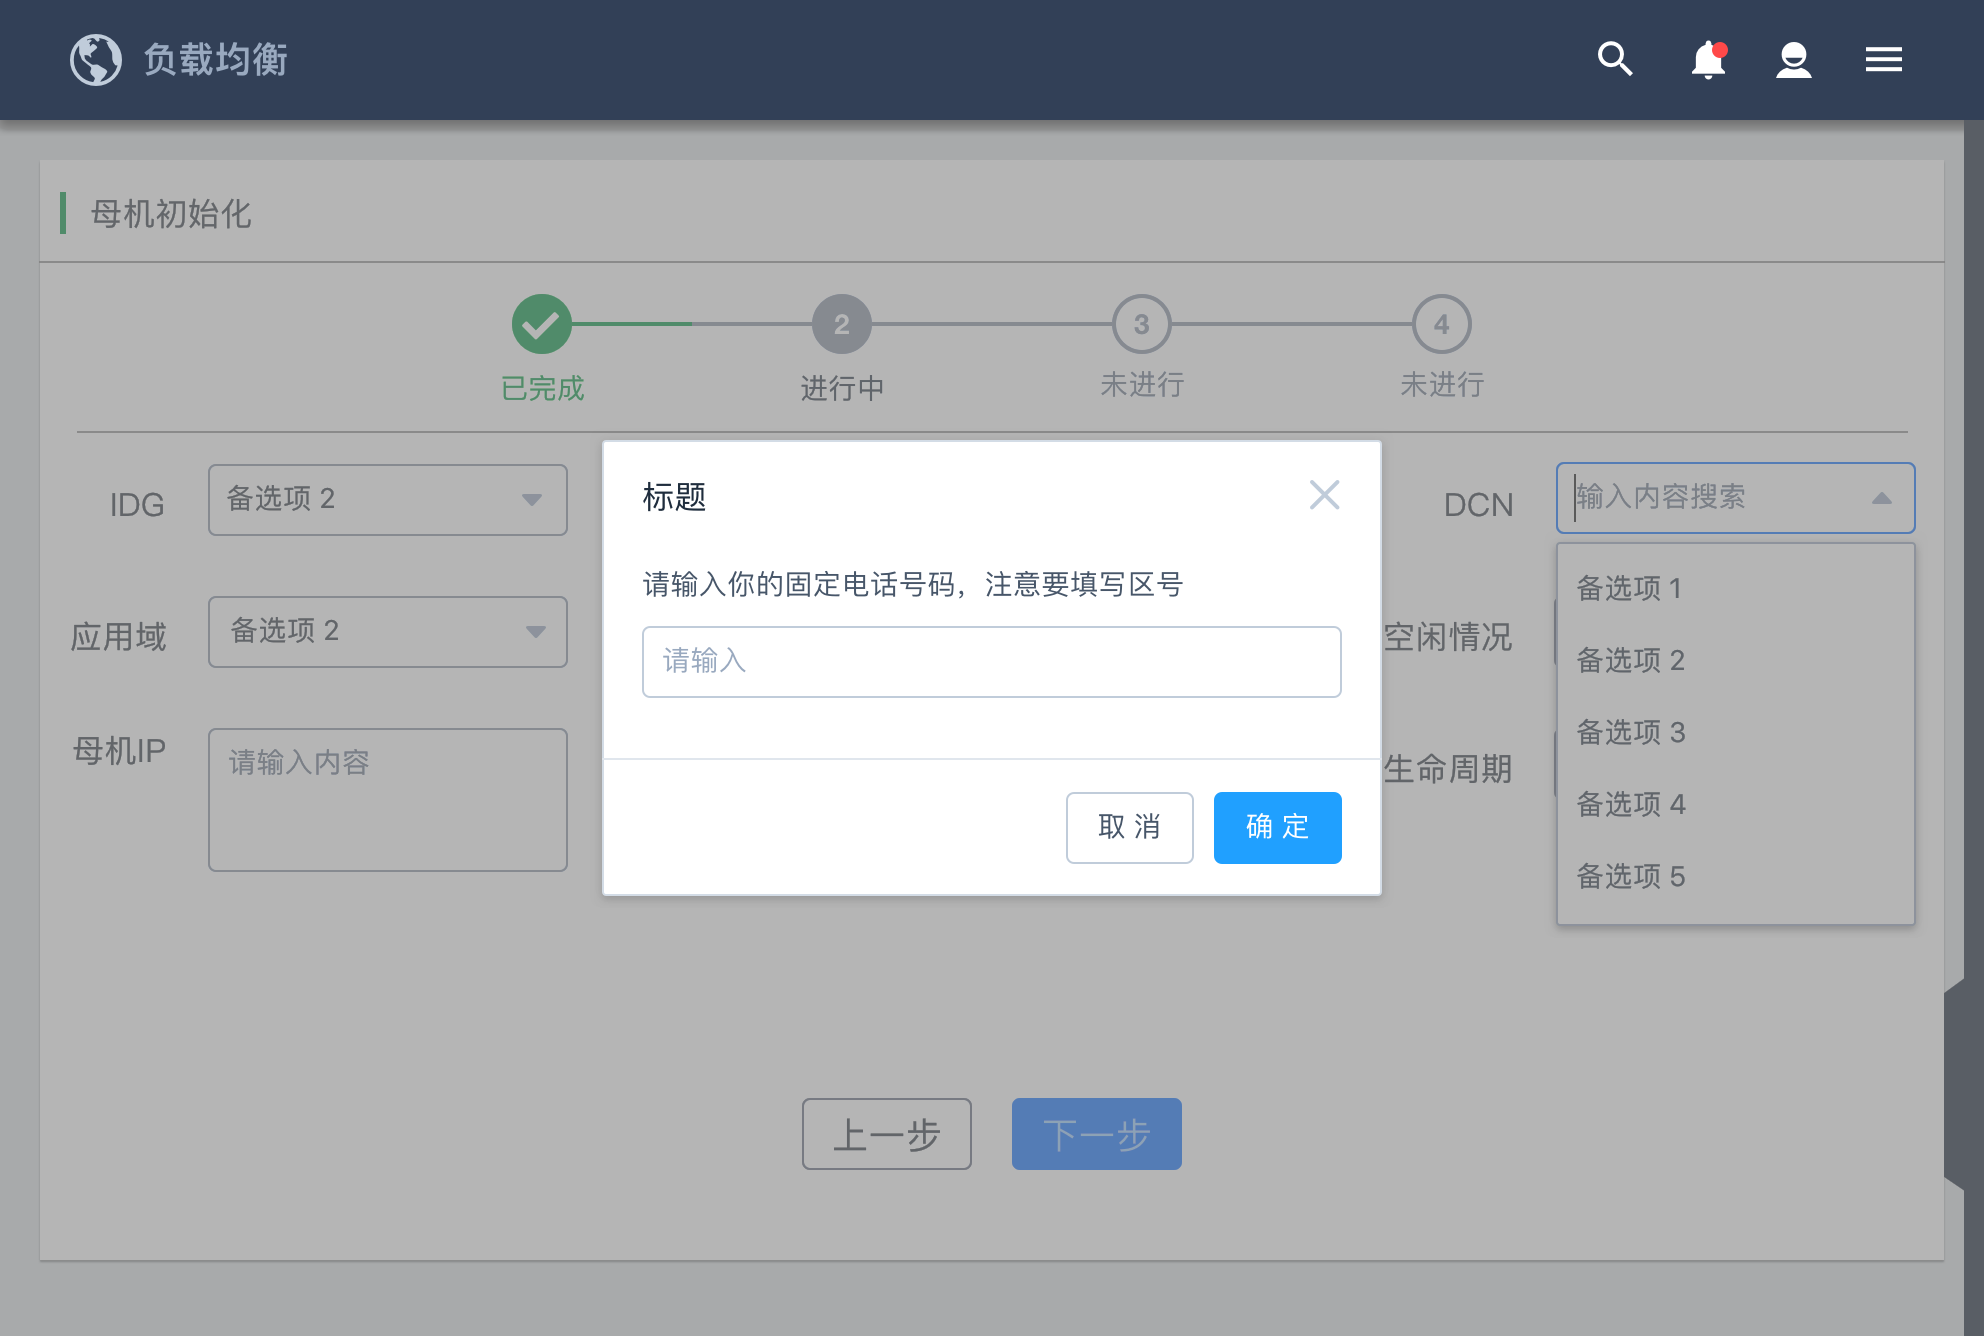 负载均衡
母机初始化
2
3
4
已完成
进行中
未进行
未进行
IDG
备选项 2
应用域
备选项 2
母机IP
请输入内容
标题
请输入你的固定电话号码，注意要填写区号
请输入
取 消
确 定
DCN
输入内容搜索
备选项 1
备选项 2
备选项 3
备选项 4
备选项 5
空闲情况
生命周期
上一步
下一步